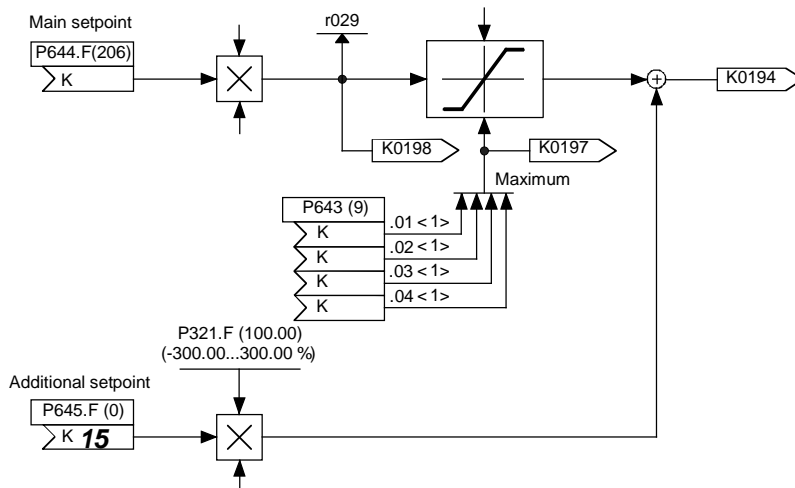 Main setpoint
r029
P644.F(206)
K
K0194
K0198
K0197
Maximum
P643 (9)
K
.01 <1>
K
.02 <1>
K
.03 <1>
K
.04 <1>
P321.F (100.00)
(-300.00...300.00 %)
Additional setpoint
P645.F (0)
K 15